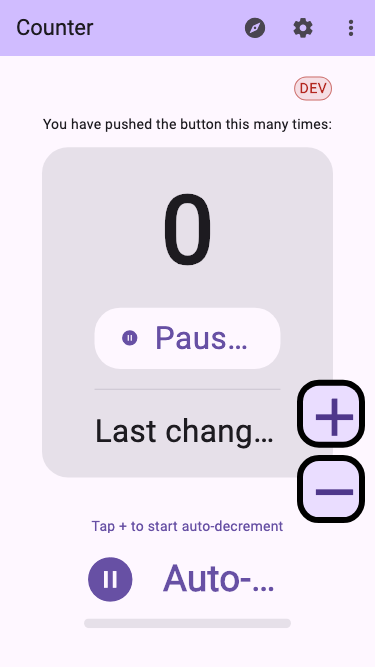 Counter
DEV
You have pushed the button this many times:
0
Paus...
Last chang...
+
−
Tap + to start auto-decrement
Auto-...